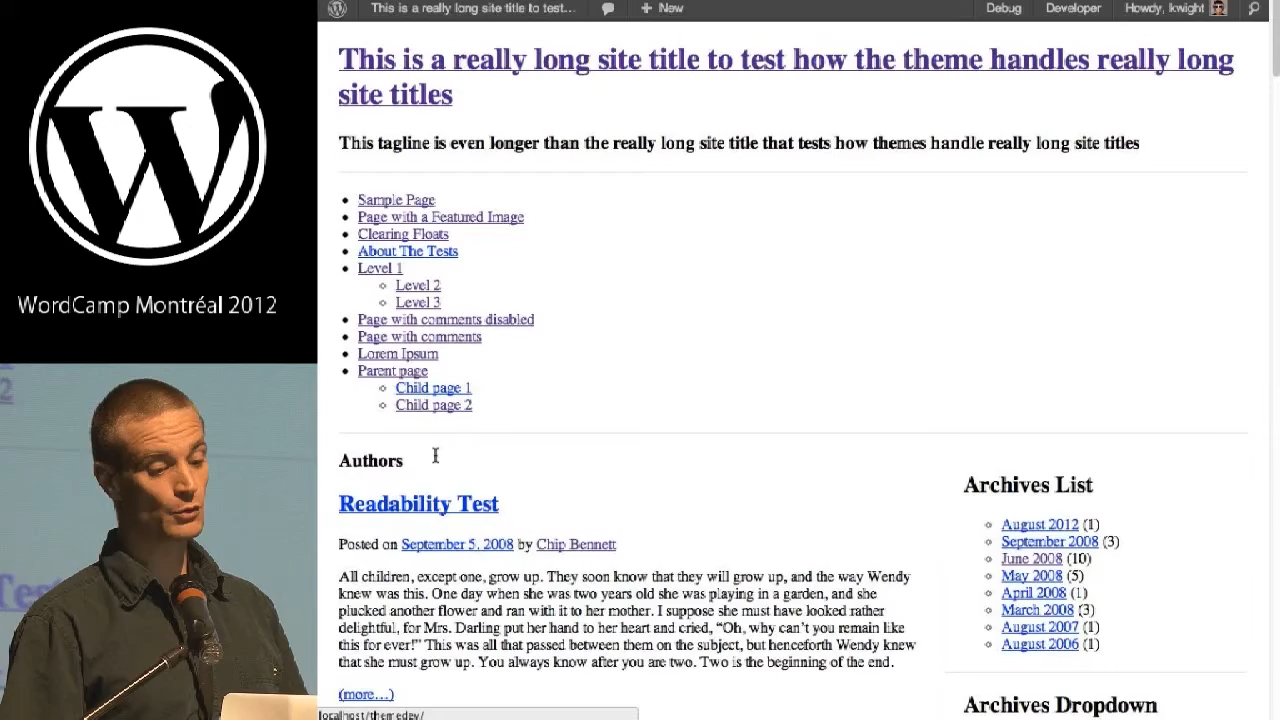 This is a really long site title to test...
New
Debug
Developer
Howdy, kwight
This is a really long site title to test how the theme handles really long
site titles
This tagline is even longer than the really long site title that tests how themes handle really long site titles
WordCamp Montréal 2012
Sample Page
Page with a Featured Image
Clearing Floats
About The Tests
Level 1
Level 2
Level 3
Page with comments disabled
Page with comments
Lorem Ipsum
Parent page
Child page 1
Child page 2
Authors
Readability Test
Posted on September 5, 2008 by Chip Bennett
All children, except one, grow up. They soon know that they will grow up, and the way Wendy
knew was this. One day when she was two years old she was playing in a garden, and she
plucked another flower and ran with it to her mother. I suppose she must have looked rather
delightful, for Mrs. Darling put her hand to her heart and cried, “Oh, why can’t you remain like
this for ever!” This was all that passed between them on the subject, but henceforth Wendy knew
that she must grow up. You always know after you are two. Two is the beginning of the end.
(more…)
localhost/themedev/
Archives List
August 2012 (1)
September 2008 (3)
June 2008 (10)
May 2008 (5)
April 2008 (1)
March 2008 (3)
August 2007 (1)
August 2006 (1)
Archives Dropdown
2
Test